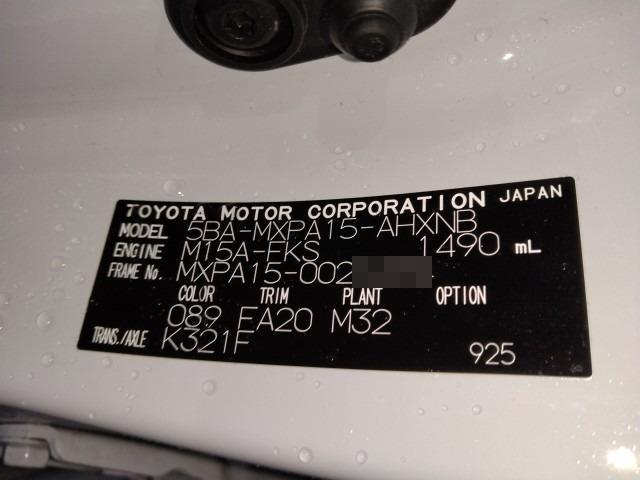 TOYOTA MOTOR CORPORATION JAPAN
MODEL 5BA-MXPA15-AHXNB
ENGINE M15A-FKS 1490 mL
FRAME No. MXPA15-002
COLOR TRIM PLANT OPTION
089 EA20 M32
TRANS./AXLE K321F
925